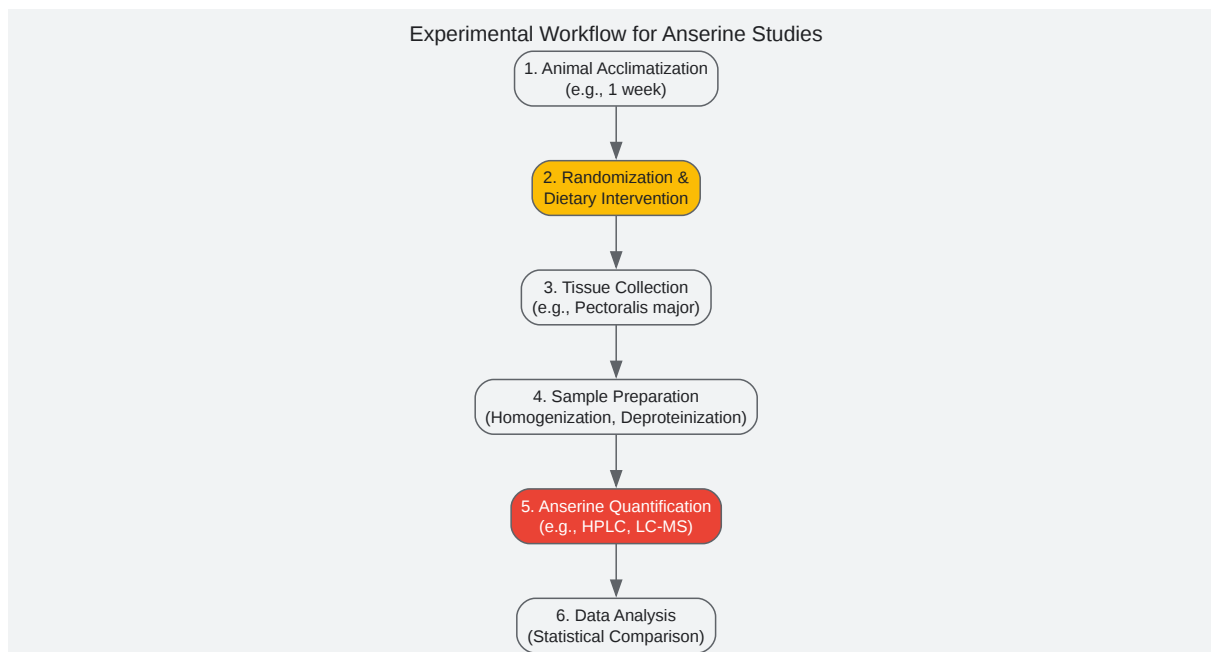 Experimental Workflow for Anserine Studies
1. Animal Acclimatization
(e.g., 1 week)
2. Randomization &
Dietary Intervention
3. Tissue Collection
(e.g., Pectoralis major)
4. Sample Preparation
(Homogenization, Deproteinization)
5. Anserine Quantification
(e.g., HPLC, LC-MS)
6. Data Analysis
(Statistical Comparison)